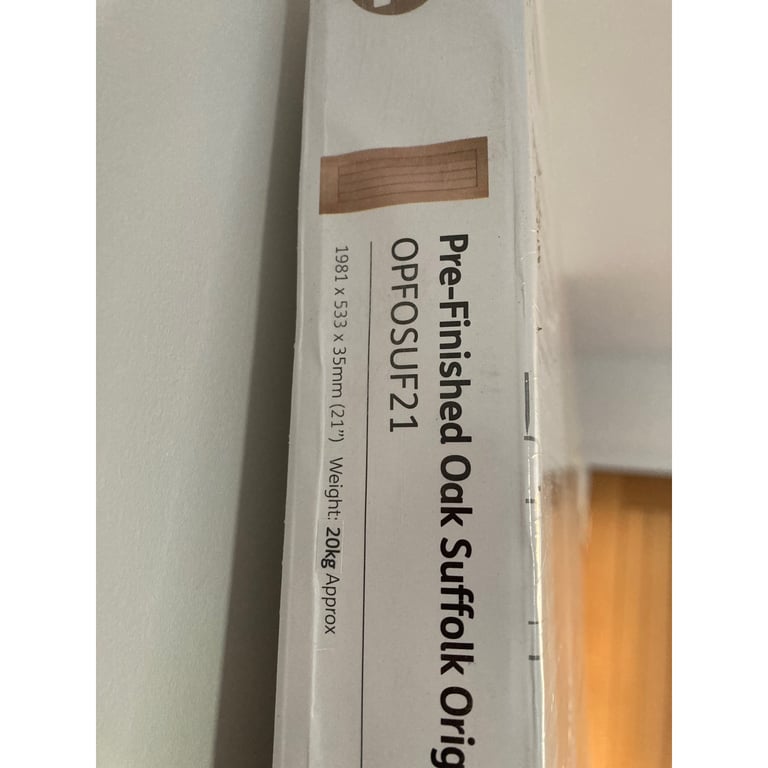 Pre-Finished Oak Suffolk Orig
OPFOSUF21
1981 x 533 x 35mm (21") Weight: 20kg Approx